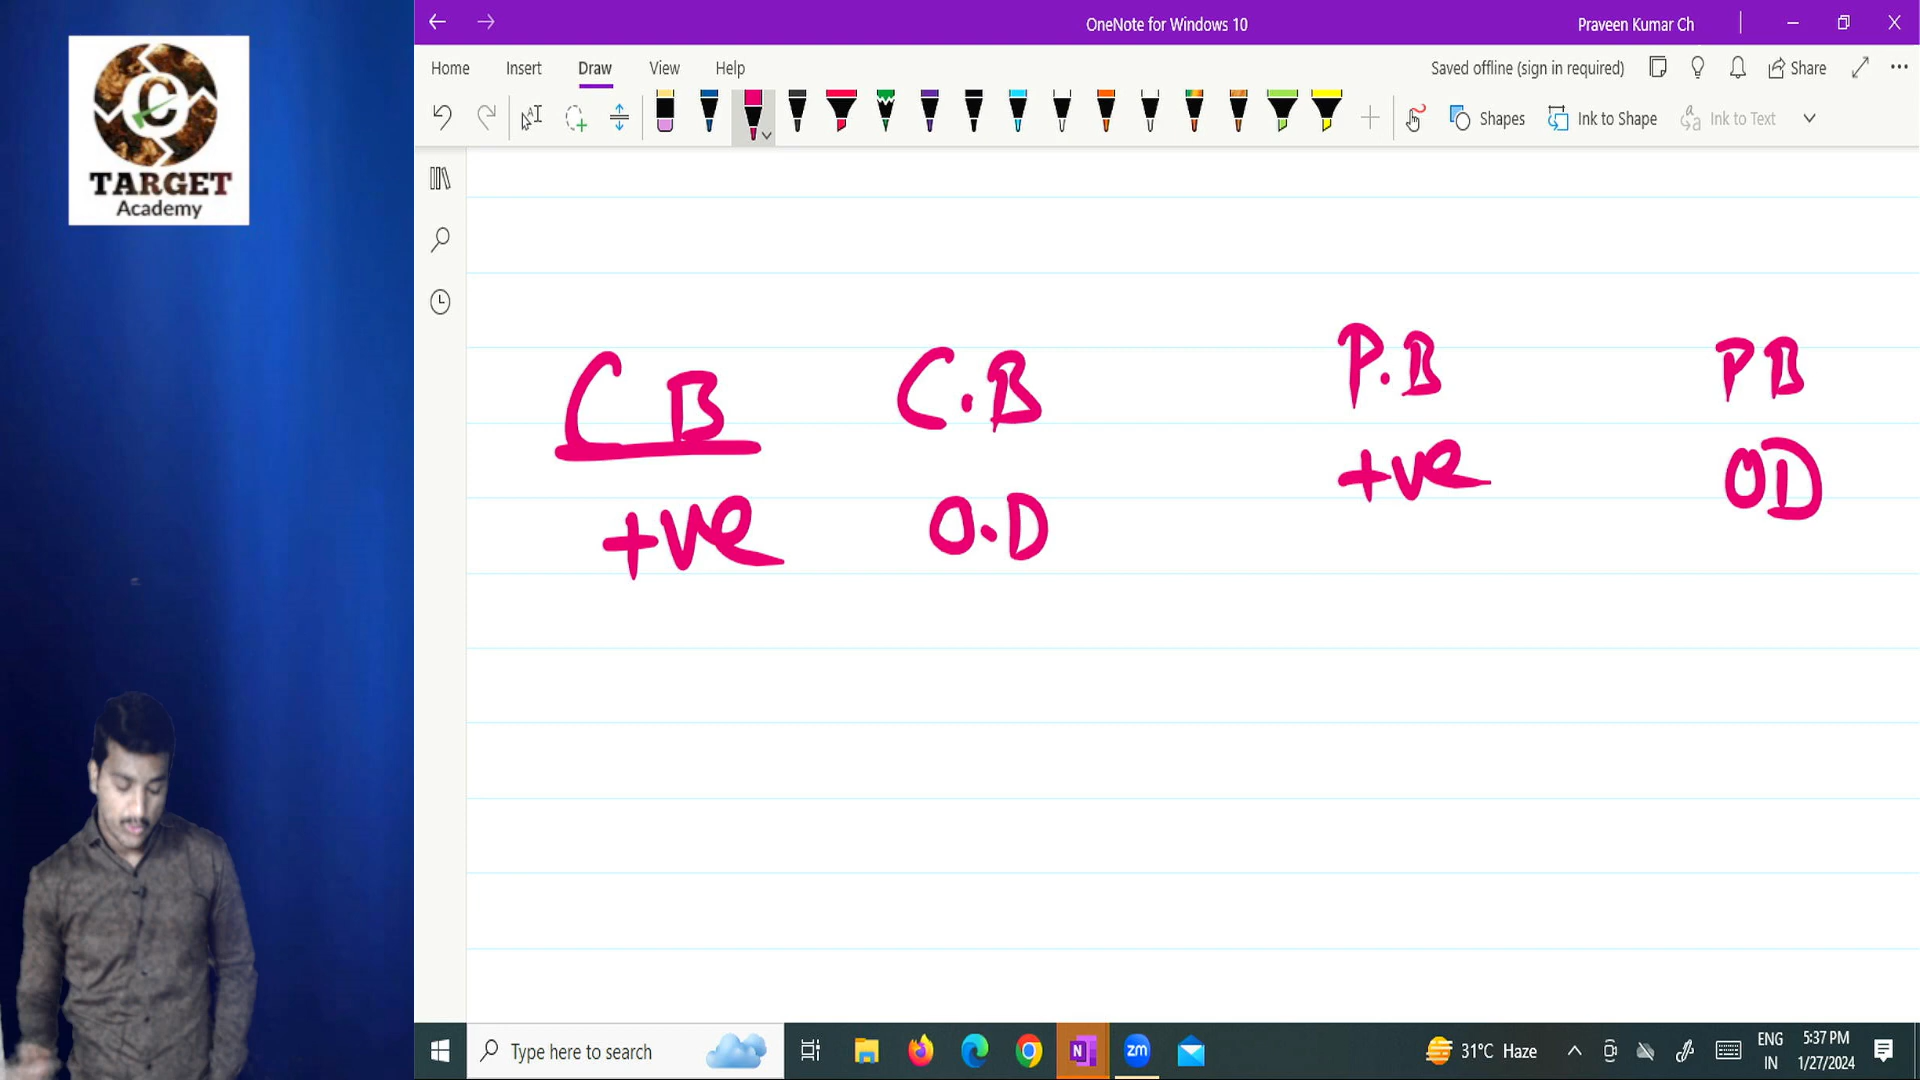 TARGET
Academy
OneNote for Windows 10
Praveen Kumar Ch
Home Insert Draw View Help
Saved offline (sign in required)
Share
Shapes
Ink to Shape
Ink to Text
C B C.B P.B PB
+ve O.D +ve OD
Type here to search
N
zm
31°C Haze
ENG
IN
5:37 PM
1/27/2024